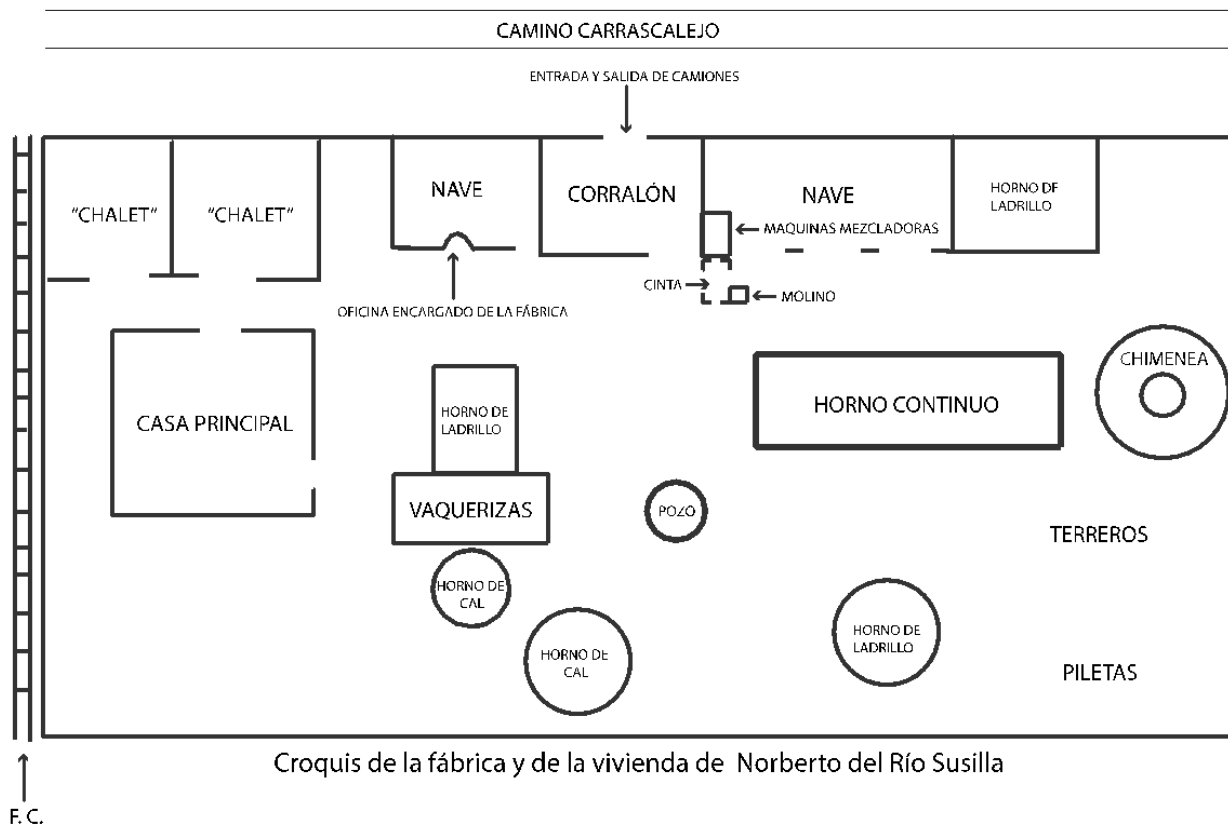 CAMINO CARRASCALEJO
ENTRADA Y SALIDA DE CAMIONES
"CHALET"
"CHALET"
NAVE
CORRALÓN
NAVE
HORNO DE
LADRILLO
MAQUINAS MEZCLADORAS
CINTA
MOLINO
OFICINA ENCARGADO DE LA FÁBRICA
CHIMENEA
CASA PRINCIPAL
HORNO DE
LADRILLO
HORNO CONTINUO
VAQUERIZAS
POZO
TERREROS
HORNO DE
CAL
HORNO DE
CAL
HORNO DE
LADRILLO
PILETAS
Croquis de la fábrica y de la vivienda de Norberto del Río Susilla
F. C.